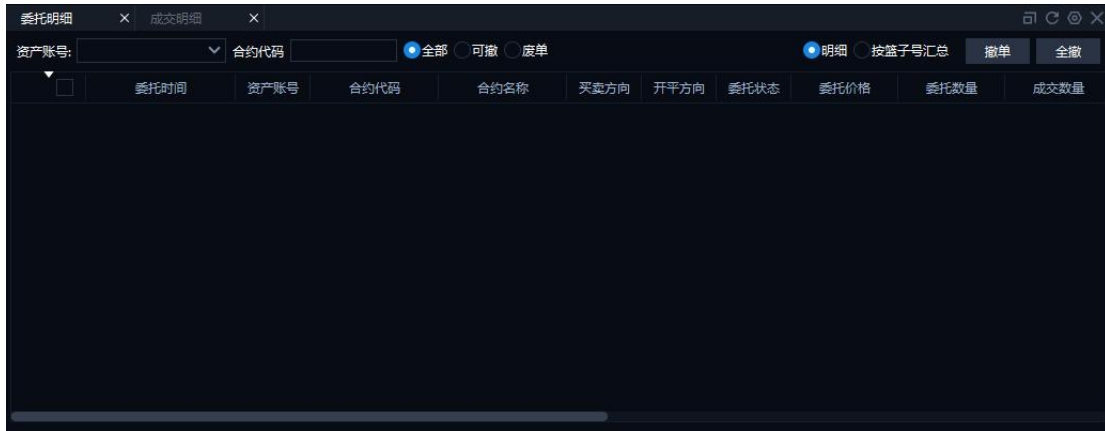 委托明细 成交明细
资产账号: 合约代码 全部 可撤 废单 明细 按篮子号汇总 撤单 全撤
委托时间 资产账号 合约代码 合约名称 买卖方向 开平方向 委托状态 委托价格 委托数量 成交数量